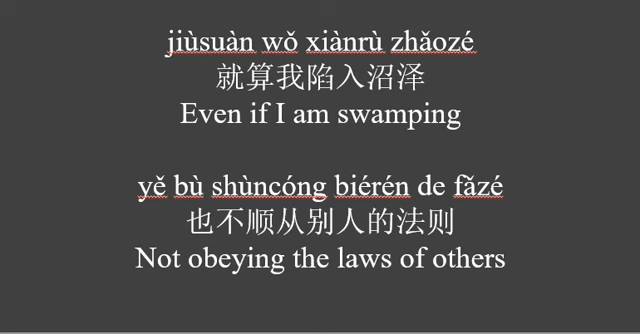 jiùsuàn wǒ xiànrù zhǎozé
就算我陷入沼泽
Even if I am swamping
yě bù shùncóng biérén de fãzé
也不顺从别人的法则
Not obeying the laws of others